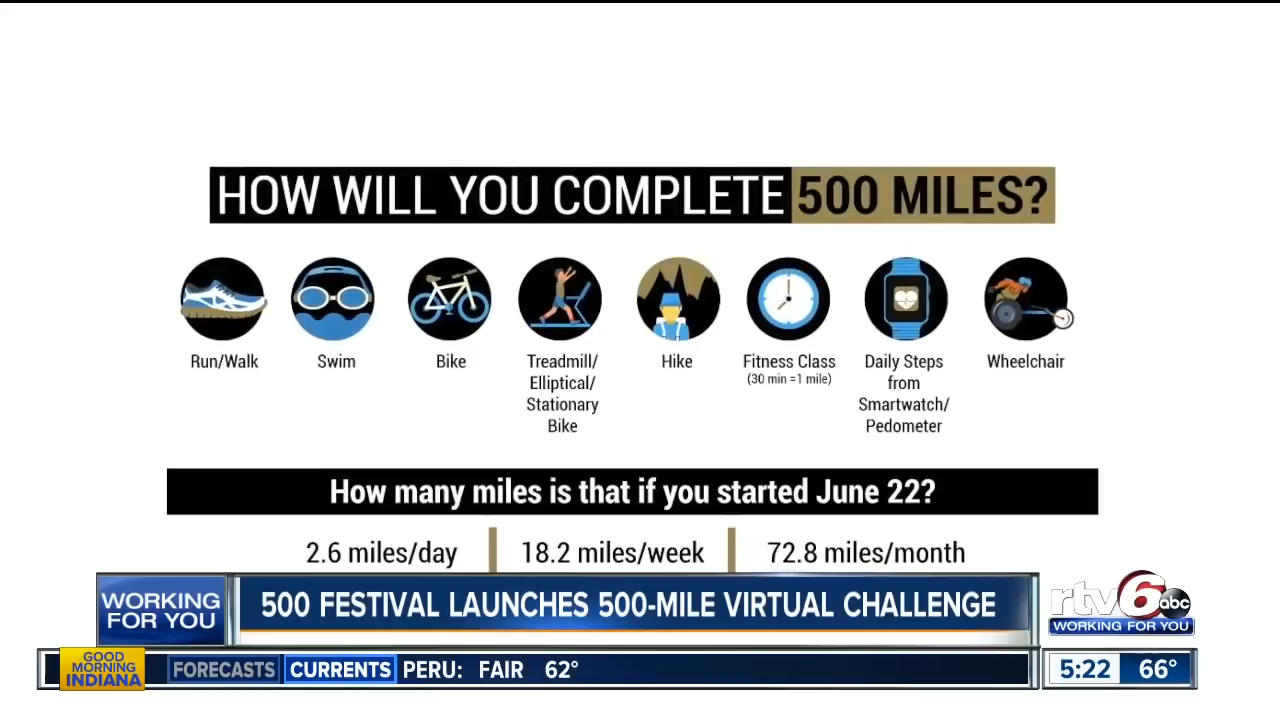 HOW WILL YOU COMPLETE 500 MILES?
Run/Walk
Swim
Bike
Treadmill/
Elliptical/
Stationary
Bike
Hike
Fitness Class
(30 min =1 mile)
Daily Steps
from
Smartwatch/
Pedometer
Wheelchair
How many miles is that if you started June 22?
2.6 miles/day
18.2 miles/week
72.8 miles/month
WORKING
FOR YOU
500 FESTIVAL LAUNCHES 500-MILE VIRTUAL CHALLENGE
rtv6 abc
WORKING FOR YOU
GOOD
MORNING
INDIANA
FORECASTS
CURRENTS
PERU: FAIR 62°
5:22
66°